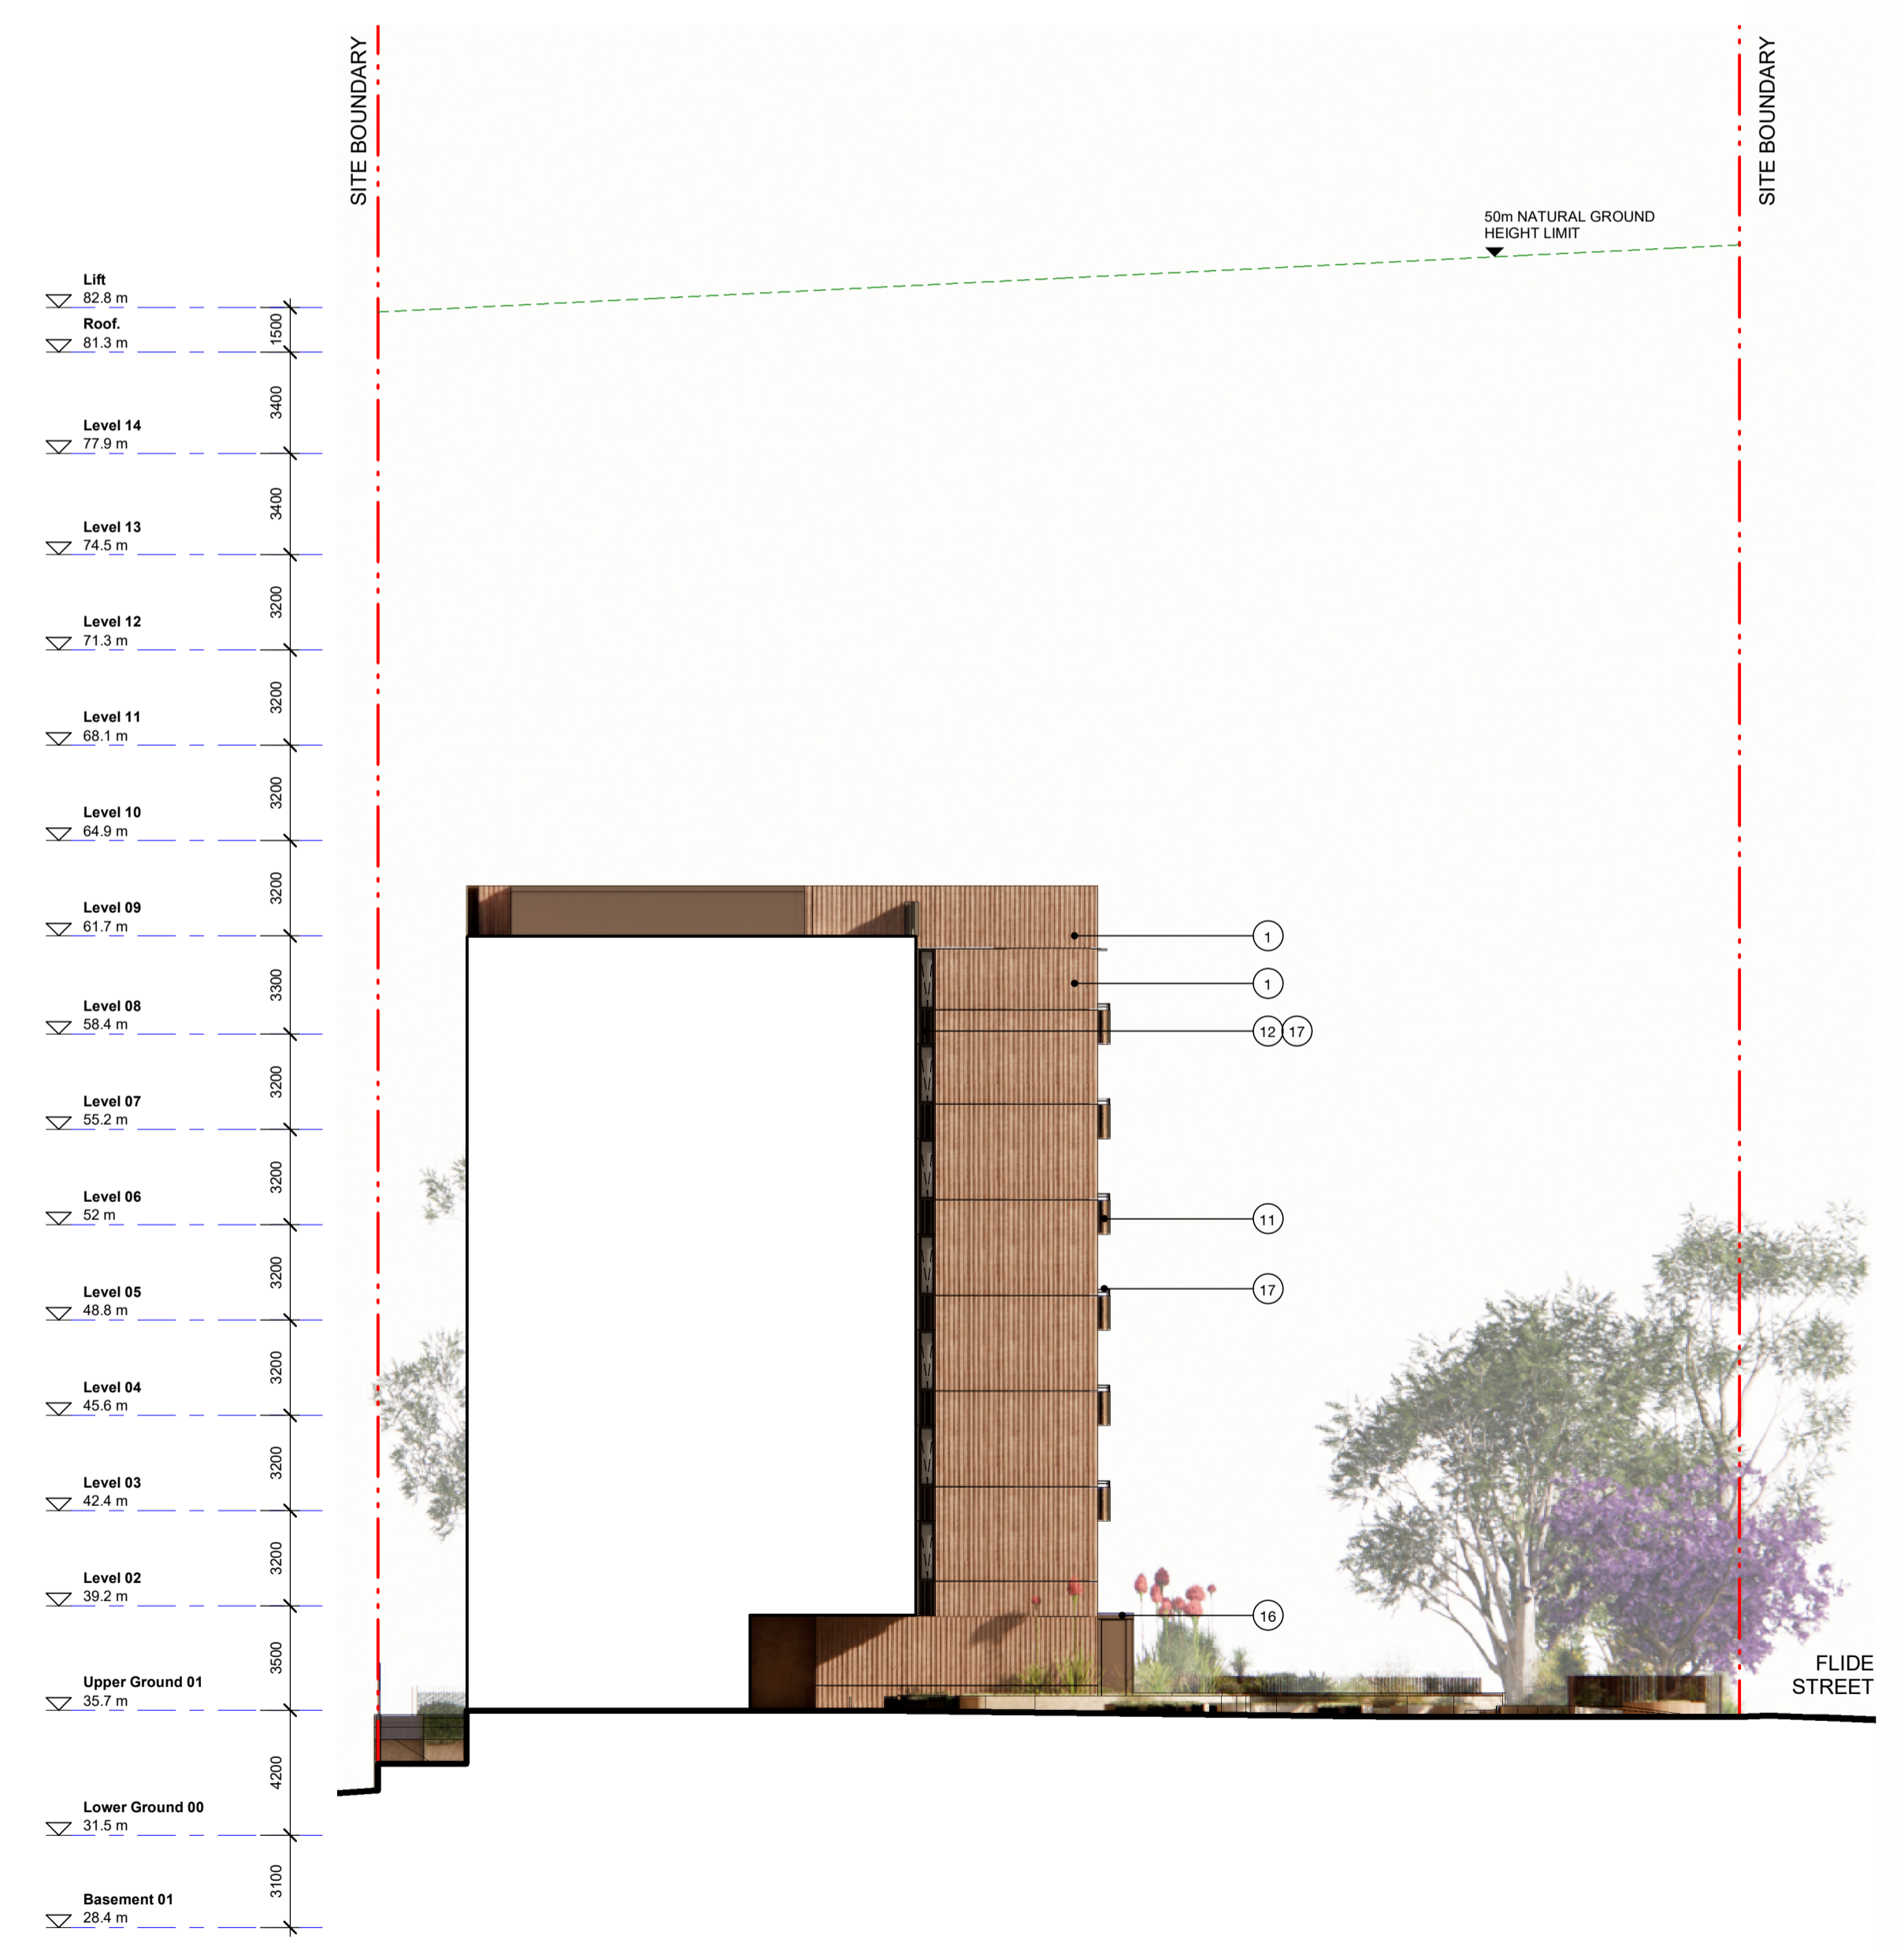 SITE BOUNDARY
SITE BOUNDARY
50m NATURAL GROUND
HEIGHT LIMIT
Lift
82.8 m
1500
Roof.
81.3 m
3400
Level 14
77.9 m
3400
Level 13
74.5 m
3200
Level 12
71.3 m
3200
Level 11
68.1 m
3200
Level 10
64.9 m
3200
Level 09
61.7 m
1
3300
1
Level 08
58.4 m
12 17
3200
Level 07
55.2 m
3200
Level 06
52 m
11
3200
17
Level 05
48.8 m
3200
Level 04
45.6 m
3200
Level 03
42.4 m
3200
Level 02
39.2 m
16
3500
FLIDE
STREET
Upper Ground 01
35.7 m
4200
Lower Ground 00
31.5 m
3100
Basement 01
28.4 m